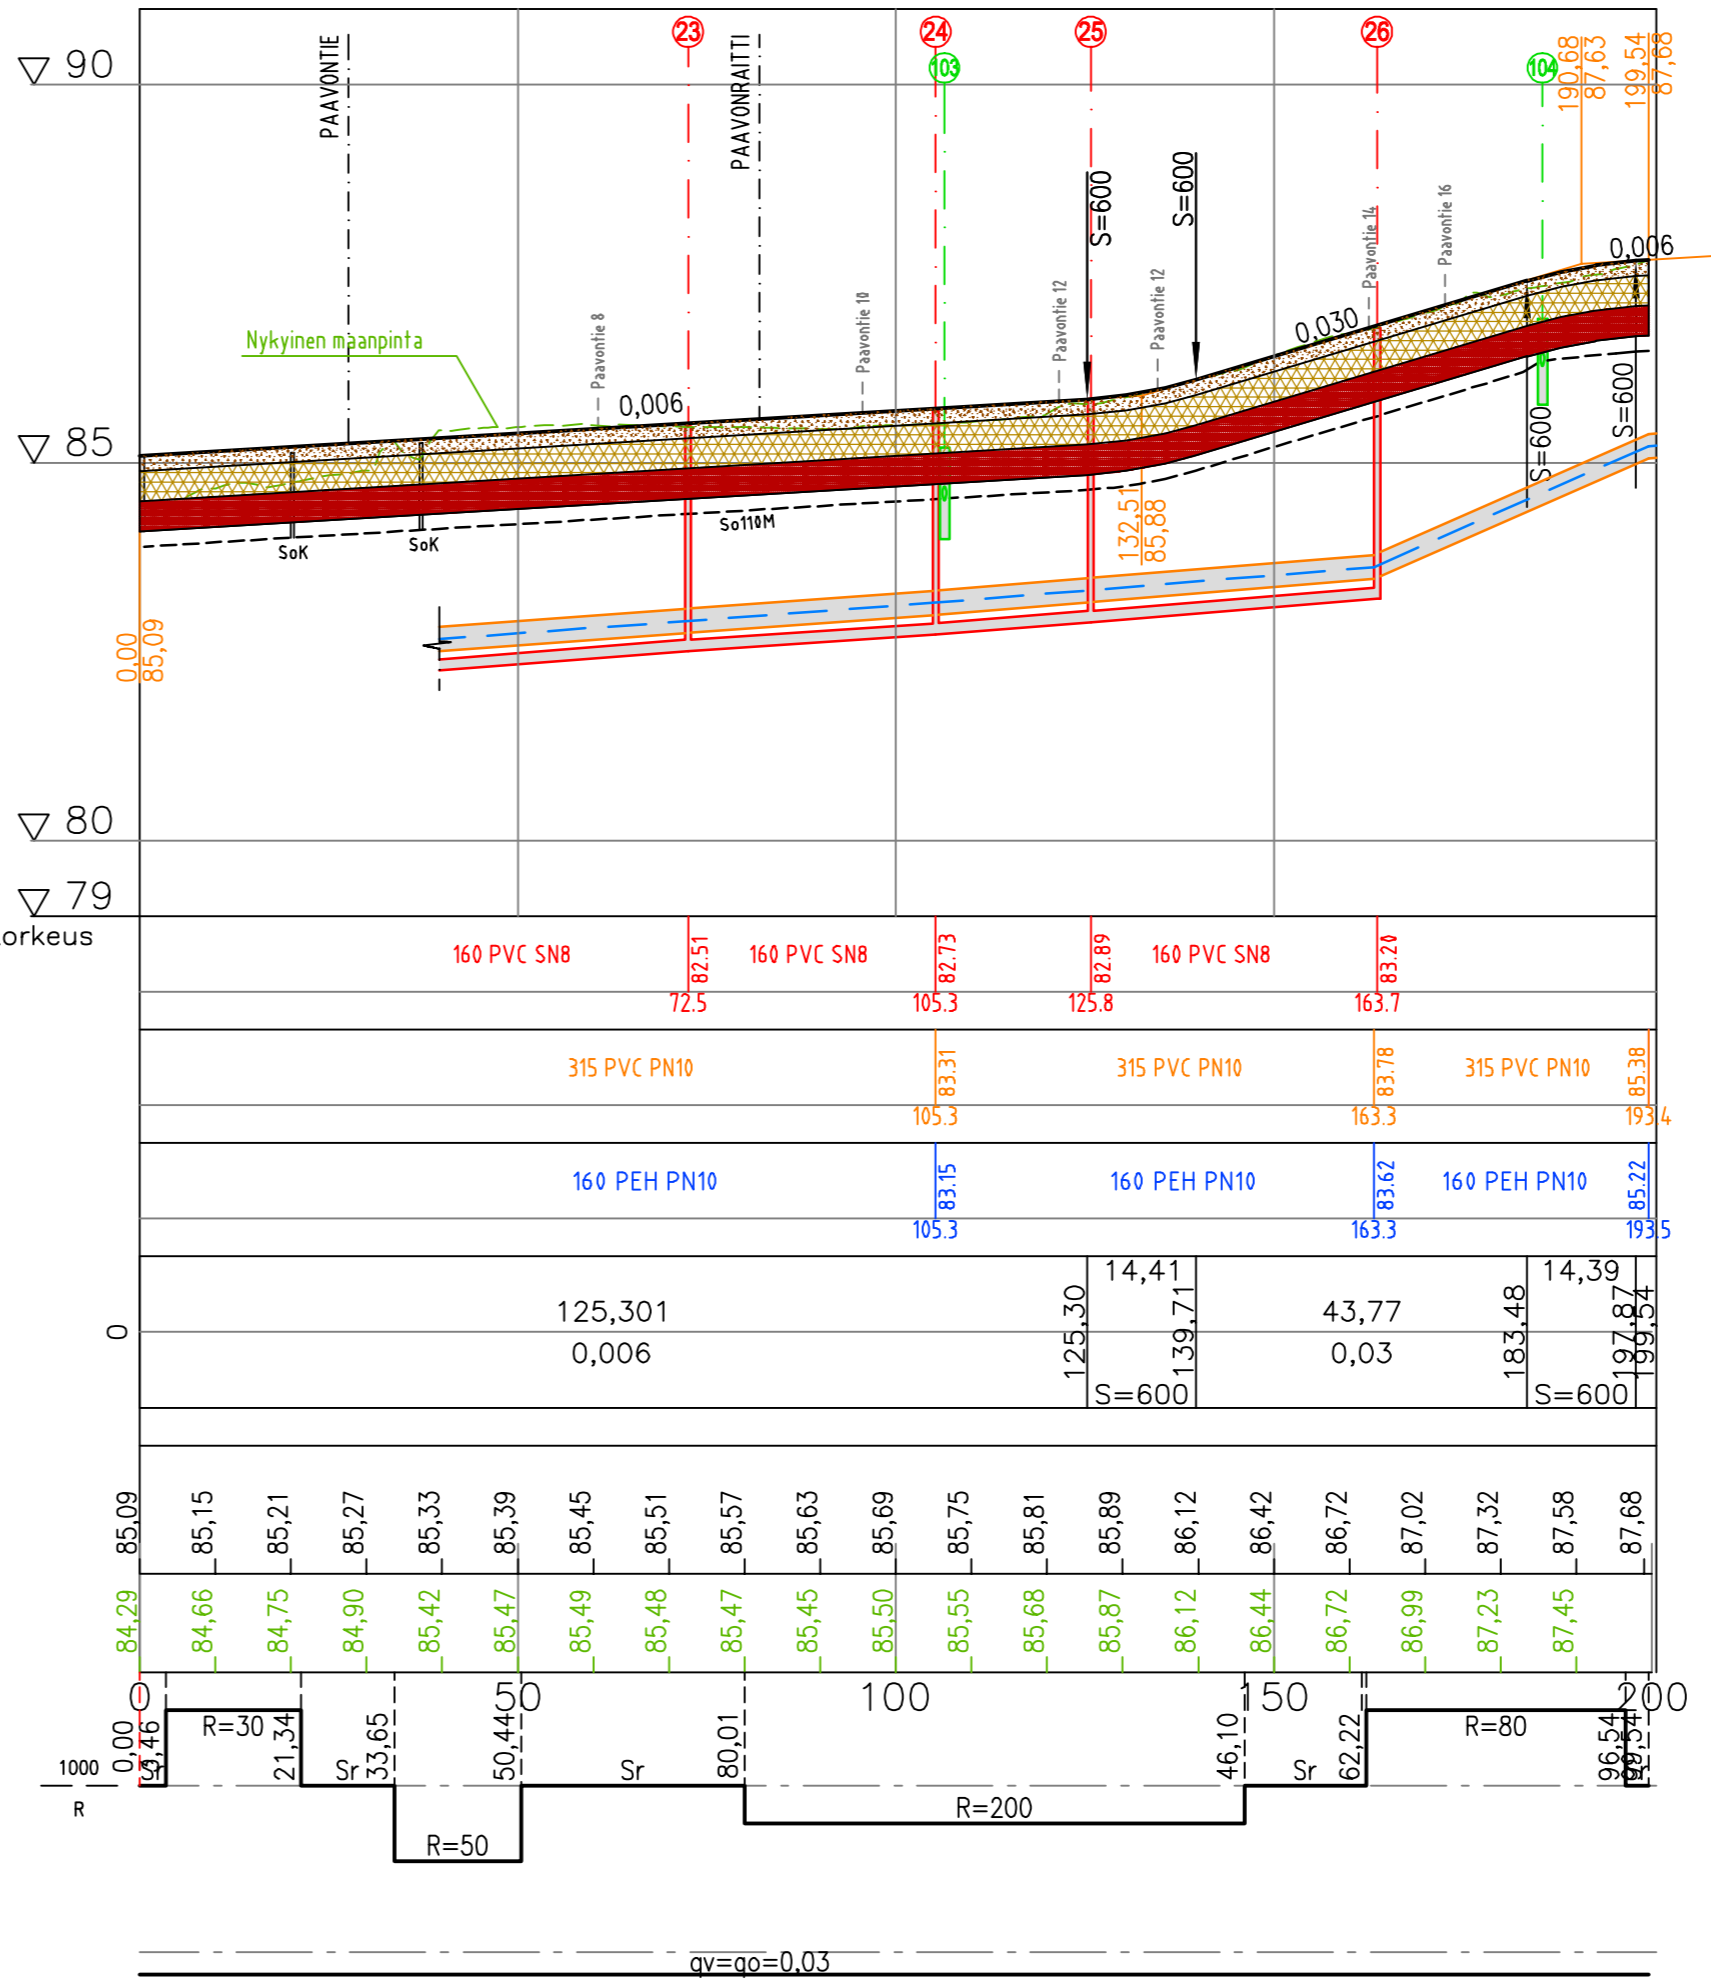 23
24
25
26
103
104
90
PAAVONTIE
PAAVONRAITTI
190,68
87,63
199,54
87,68
S=600
S=600
Paavontie 8
Paavontie 10
Paavontie 12
Paavontie 12
Paavontie 14
Paavontie 16
0,006
0,030
Nykyinen maanpinta
0,006
85
SoK
SoK
So110M
132,51
85,88
S=600
S=600
0,00
85,09
80
79
orkeus
160 PVC SN8
82.51
160 PVC SN8
82.73
82.89
160 PVC SN8
83.20
72.5
105.3
125.8
163.7
315 PVC PN10
83.31
315 PVC PN10
83.78
315 PVC PN10
85.38
105.3
163.3
193.4
160 PEH PN10
83.15
160 PEH PN10
83.62
160 PEH PN10
85.22
105.3
163.3
193.5
0
125,301
0,006
125,30
14,41
S=600
139,71
43,77
0,03
183,48
14,39
S=600
197,87
199,54
85,09
85,15
85,21
85,27
85,33
85,39
85,45
85,51
85,57
85,63
85,69
85,75
85,81
85,89
86,12
86,42
86,72
87,02
87,32
87,58
87,68
84,29
84,66
84,75
84,90
85,42
85,47
85,49
85,48
85,47
85,45
85,50
85,55
85,68
85,87
86,12
86,44
86,72
86,99
87,23
87,45
0
50
100
150
200
1000
R
0,00
3,46
Sr
R=30
21,34
Sr
33,65
R=50
50,44
Sr
80,01
R=200
46,10
Sr
62,22
R=80
96,54
99,54
qv=qo=0,03